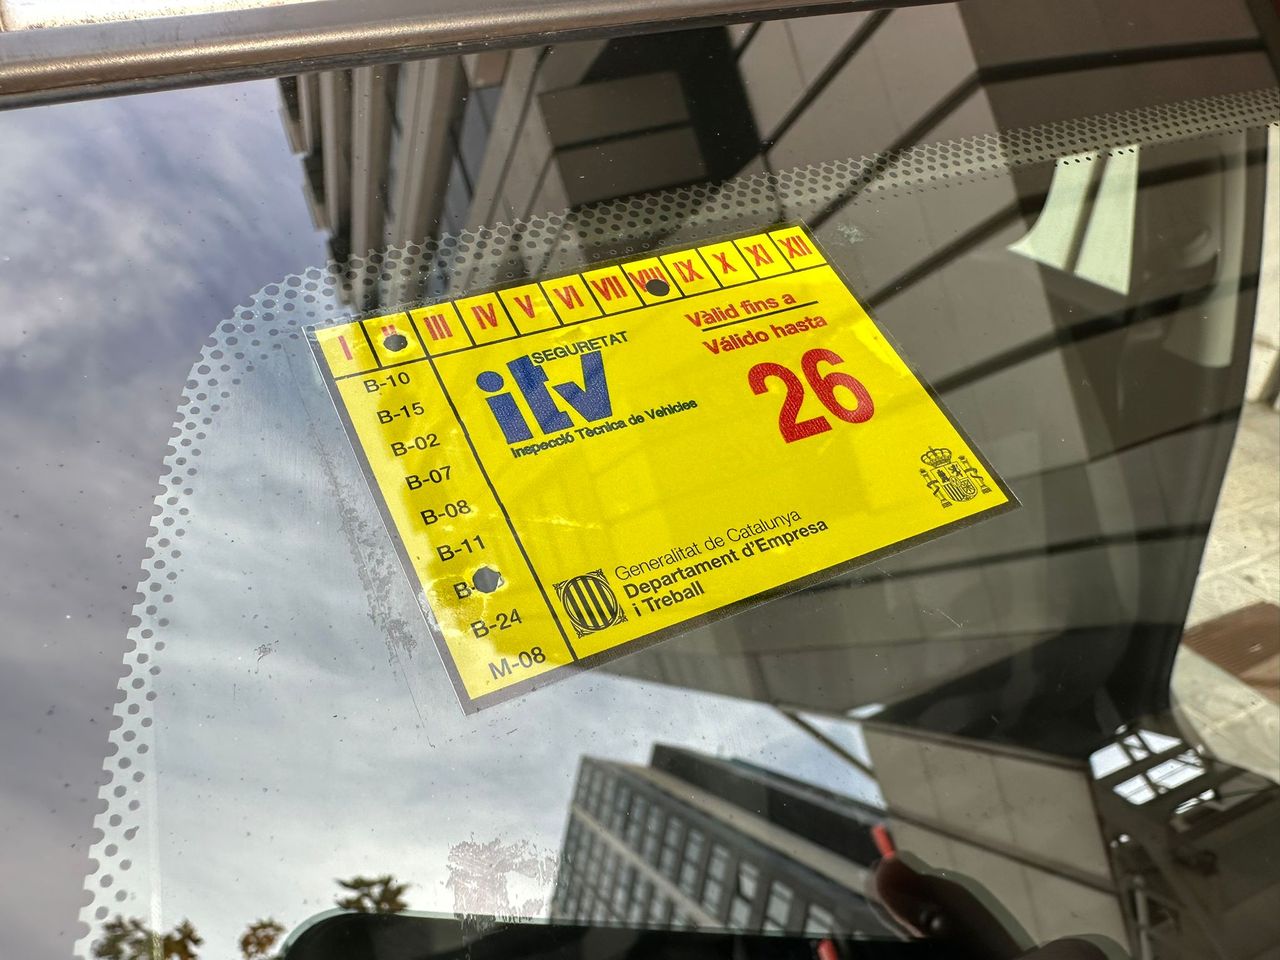 I II III IV V VI VII VIII IX X XI XII
B-10
B-15
B-02
B-07
B-08
B-11
B-24
M-08
SEGURETAT
itv
Inspecció Tècnica de Vehicles
Vàlid fins a
Válido hasta
26
Generalitat de Catalunya
Departament d'Empresa
i Treball